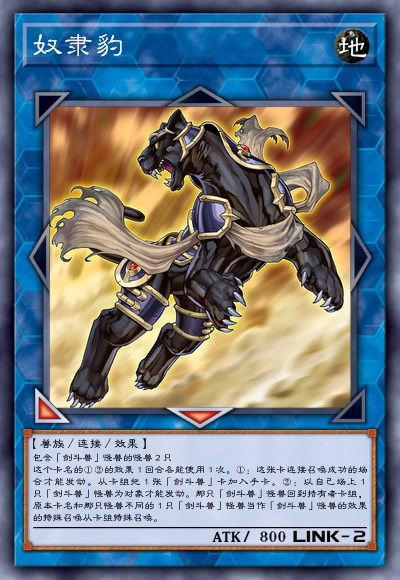 奴隶豹
地
【兽族／连接／效果】
包含「剑斗兽」怪兽的怪兽2只
这个卡名的①②的效果1回合各能使用1次。①：这张卡连接召唤成功的场
合才能发动。从卡组把1张「剑斗兽」卡加入手卡。②：以自己场上1
只「剑斗兽」怪兽为对象才能发动。那只「剑斗兽」怪兽回到持有者卡组，
原本卡名和那只怪兽不同的1只「剑斗兽」怪兽当作「剑斗兽」怪兽的效果
的特殊召唤从卡组特殊召唤。
ATK/ 800 LINK-2